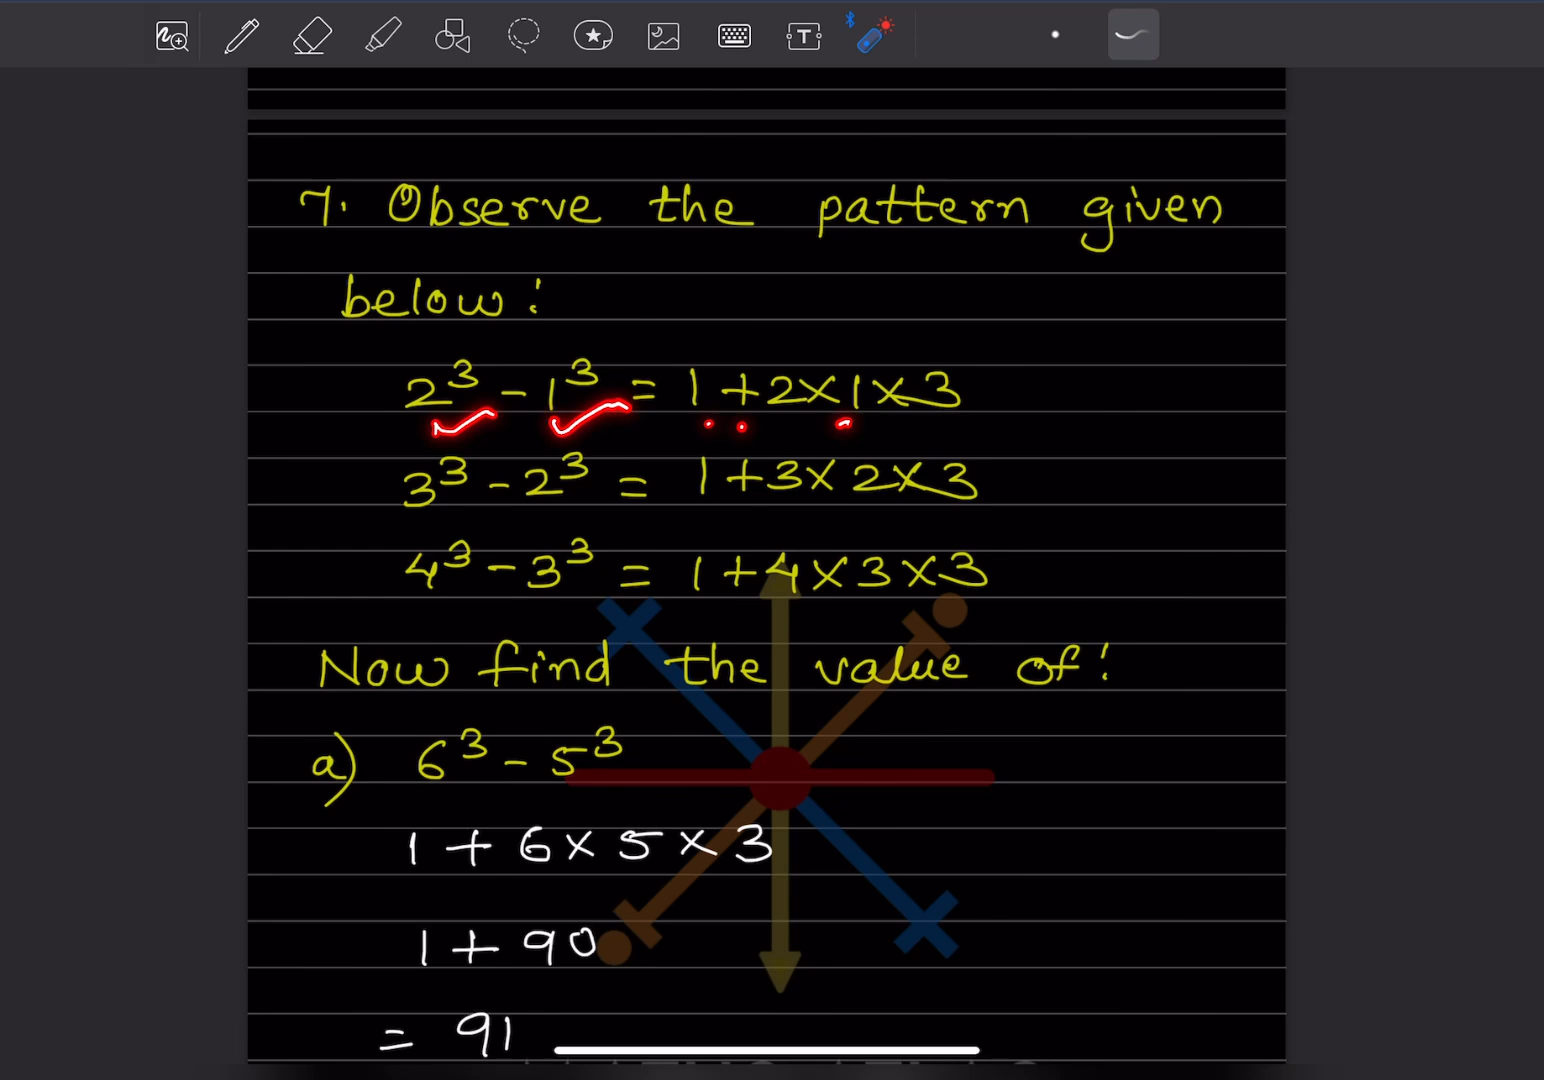 7. Observe the pattern given
below:
2³ - 1³ = 1 + 2 × 1 × 3
3³ - 2³ = 1 + 3 × 2 × 3
4³ - 3³ = 1 + 4 × 3 × 3
Now find the value of:
a) 6³ - 5³
1 + 6 × 5 × 3
1 + 90
= 91